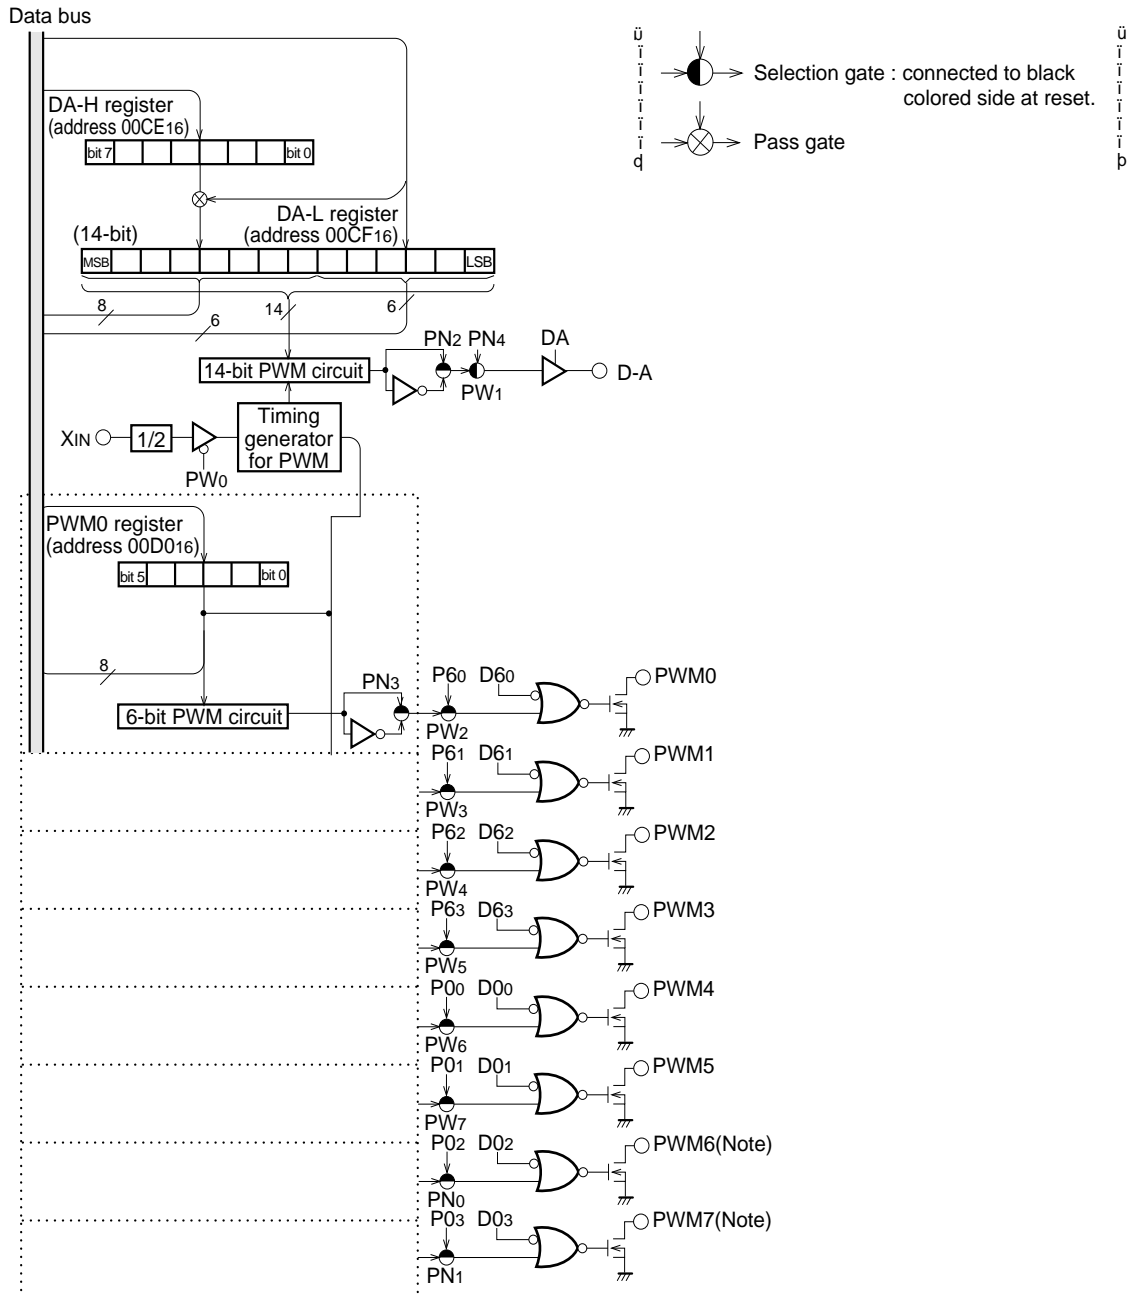 Data bus
ü ü
ï ï
ï ï
ï ï
ï ï
ï ï
ï ï
þ þ
Selection gate : connected to black
colored side at reset.
Pass gate
DA-H register
(address 00CE16)
bit 7 bit 0
DA-L register
(14-bit) (address 00CF16)
MSB LSB
8 14 6
6
PN2 PN4 DA
14-bit PWM circuit D-A
PW1
Timing
generator
for PWM
XIN 1/2
PW0
PWM0 register
(address 00D016)
bit 5 bit 0
8
PN3 P60 D60 PWM0
6-bit PWM circuit
PW2
P61 D61 PWM1
PW3
P62 D62 PWM2
PW4
P63 D63 PWM3
PW5
P00 D00 PWM4
PW6
P01 D01 PWM5
PW7
P02 D02 PWM6(Note)
PN0
P03 D03 PWM7(Note)
PN1